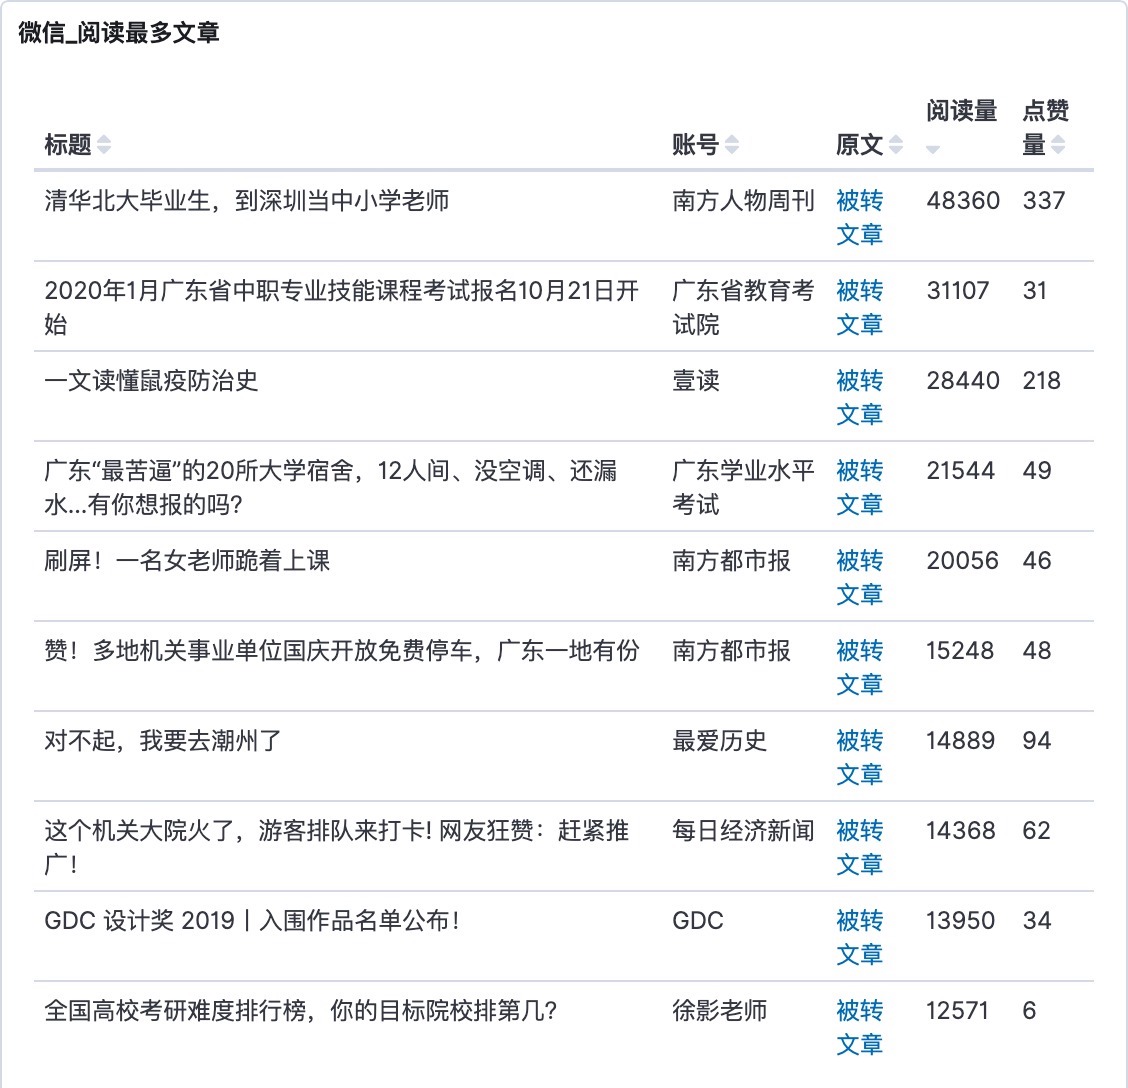 微信_阅读最多文章
标题 账号 原文 阅读量 点赞量
清华北大毕业生，到深圳当中小学老师 南方人物周刊 被转 48360 337
文章
2020年1月广东省中职专业技能课程考试报名10月21日开 广东省教育考 被转 31107 31
始 试院 文章
一文读懂鼠疫防治史 壹读 被转 28440 218
文章
广东“最苦逼”的20所大学宿舍，12人间、没空调、还漏 广东学业水平 被转 21544 49
水...有你想报的吗? 考试 文章
刷屏！一名女老师跪着上课 南方都市报 被转 20056 46
文章
赞！多地机关事业单位国庆开放免费停车，广东一地有份 南方都市报 被转 15248 48
文章
对不起，我要去潮州了 最爱历史 被转 14889 94
文章
这个机关大院火了，游客排队来打卡! 网友狂赞：赶紧推 每日经济新闻 被转 14368 62
广！ 文章
GDC 设计奖 2019丨入围作品名单公布！ GDC 被转 13950 34
文章
全国高校考研难度排行榜，你的目标院校排第几？ 徐影老师 被转 12571 6
文章